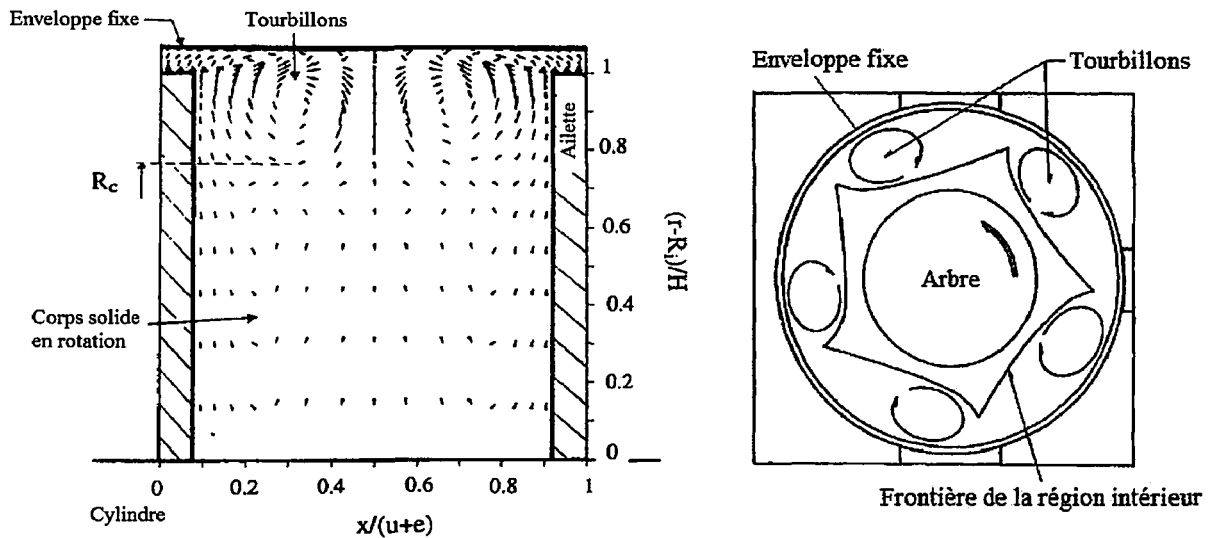 Enveloppe fixe
Tourbillons
1
0.8
0.6
0.4
0.2
0
Ailette
(r-Ri)/H
Rc
Corps solide
en rotation
0
0.2
0.4
0.6
0.8
1
Cylindre
x/(u+e)
Enveloppe fixe
Tourbillons
Arbre
Frontière de la région intérieur